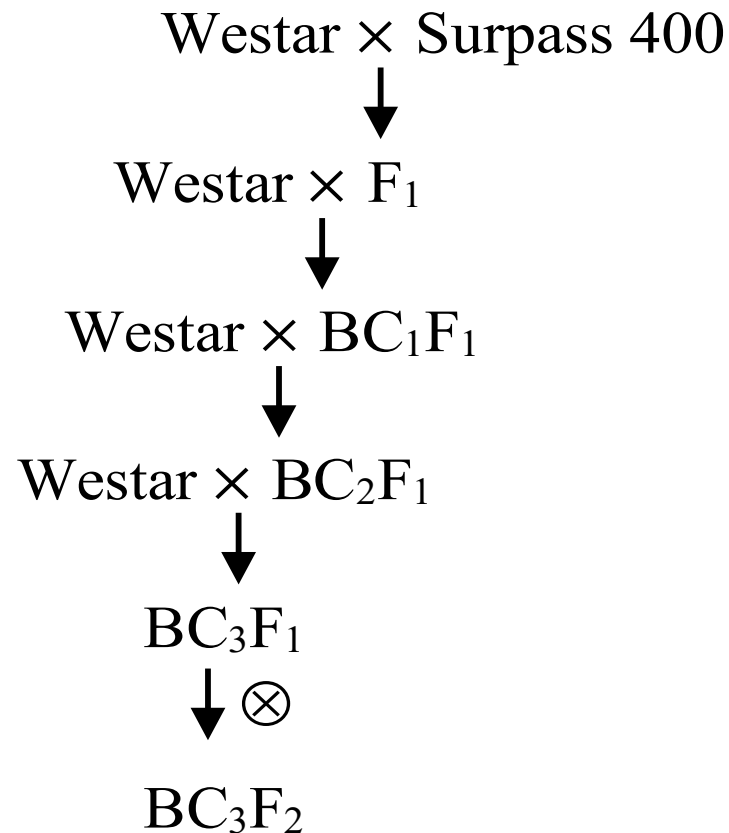 Westar × Surpass 400
Westar × F₁
Westar × BC₁F₁
Westar × BC₂F₁
BC₃F₁
⊗
BC₃F₂